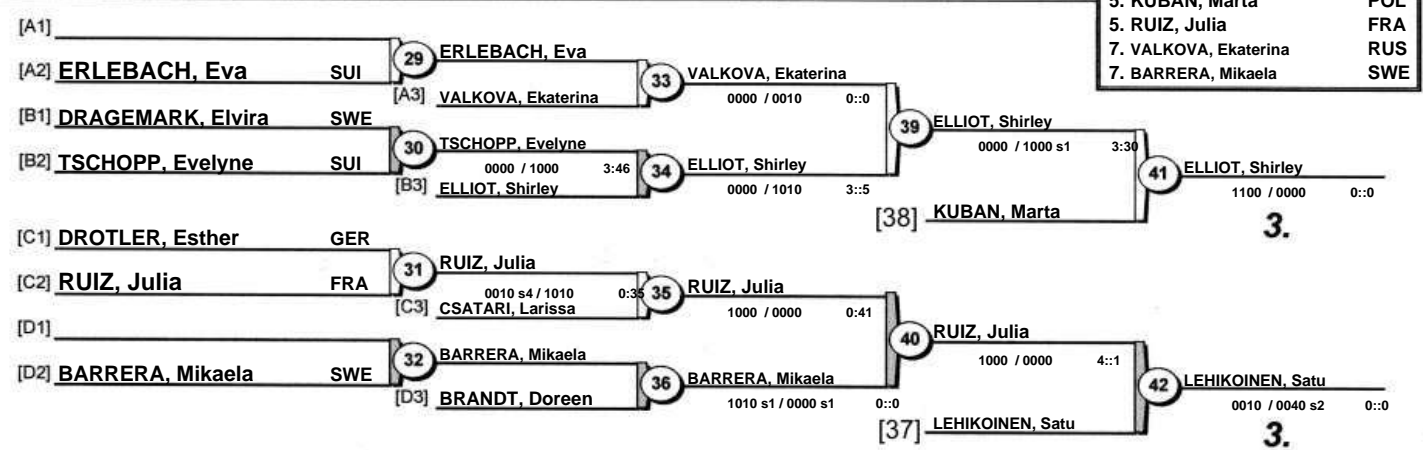 5. KUBAN, Marta POL
5. RUIZ, Julia FRA
7. VALKOVA, Ekaterina RUS
7. BARRERA, Mikaela SWE
[A1]
[A2] ERLEBACH, Eva SUI
29
ERLEBACH, Eva
[A3] VALKOVA, Ekaterina
33
VALKOVA, Ekaterina
0000 / 0010 0::0
[B1] DRAGEMARK, Elvira SWE
[B2] TSCHOPP, Evelyne SUI
30
TSCHOPP, Evelyne
0000 / 1000 3:46
[B3] ELLIOT, Shirley
34
ELLIOT, Shirley
0000 / 1010 3::5
39
ELLIOT, Shirley
0000 / 1000 s1 3:30
[38] KUBAN, Marta
41
ELLIOT, Shirley
1100 / 0000 0::0
3.
[C1] DROTLER, Esther GER
[C2] RUIZ, Julia FRA
31
RUIZ, Julia
0010 s4 / 1010 0:35
[C3] CSATARI, Larissa
35
RUIZ, Julia
1000 / 0000 0:41
[D1]
[D2] BARRERA, Mikaela SWE
32
BARRERA, Mikaela
[D3] BRANDT, Doreen
36
BARRERA, Mikaela
1010 s1 / 0000 s1 0::0
40
RUIZ, Julia
1000 / 0000 4::1
[37] LEHIKOINEN, Satu
42
LEHIKOINEN, Satu
0010 / 0040 s2 0::0
3.